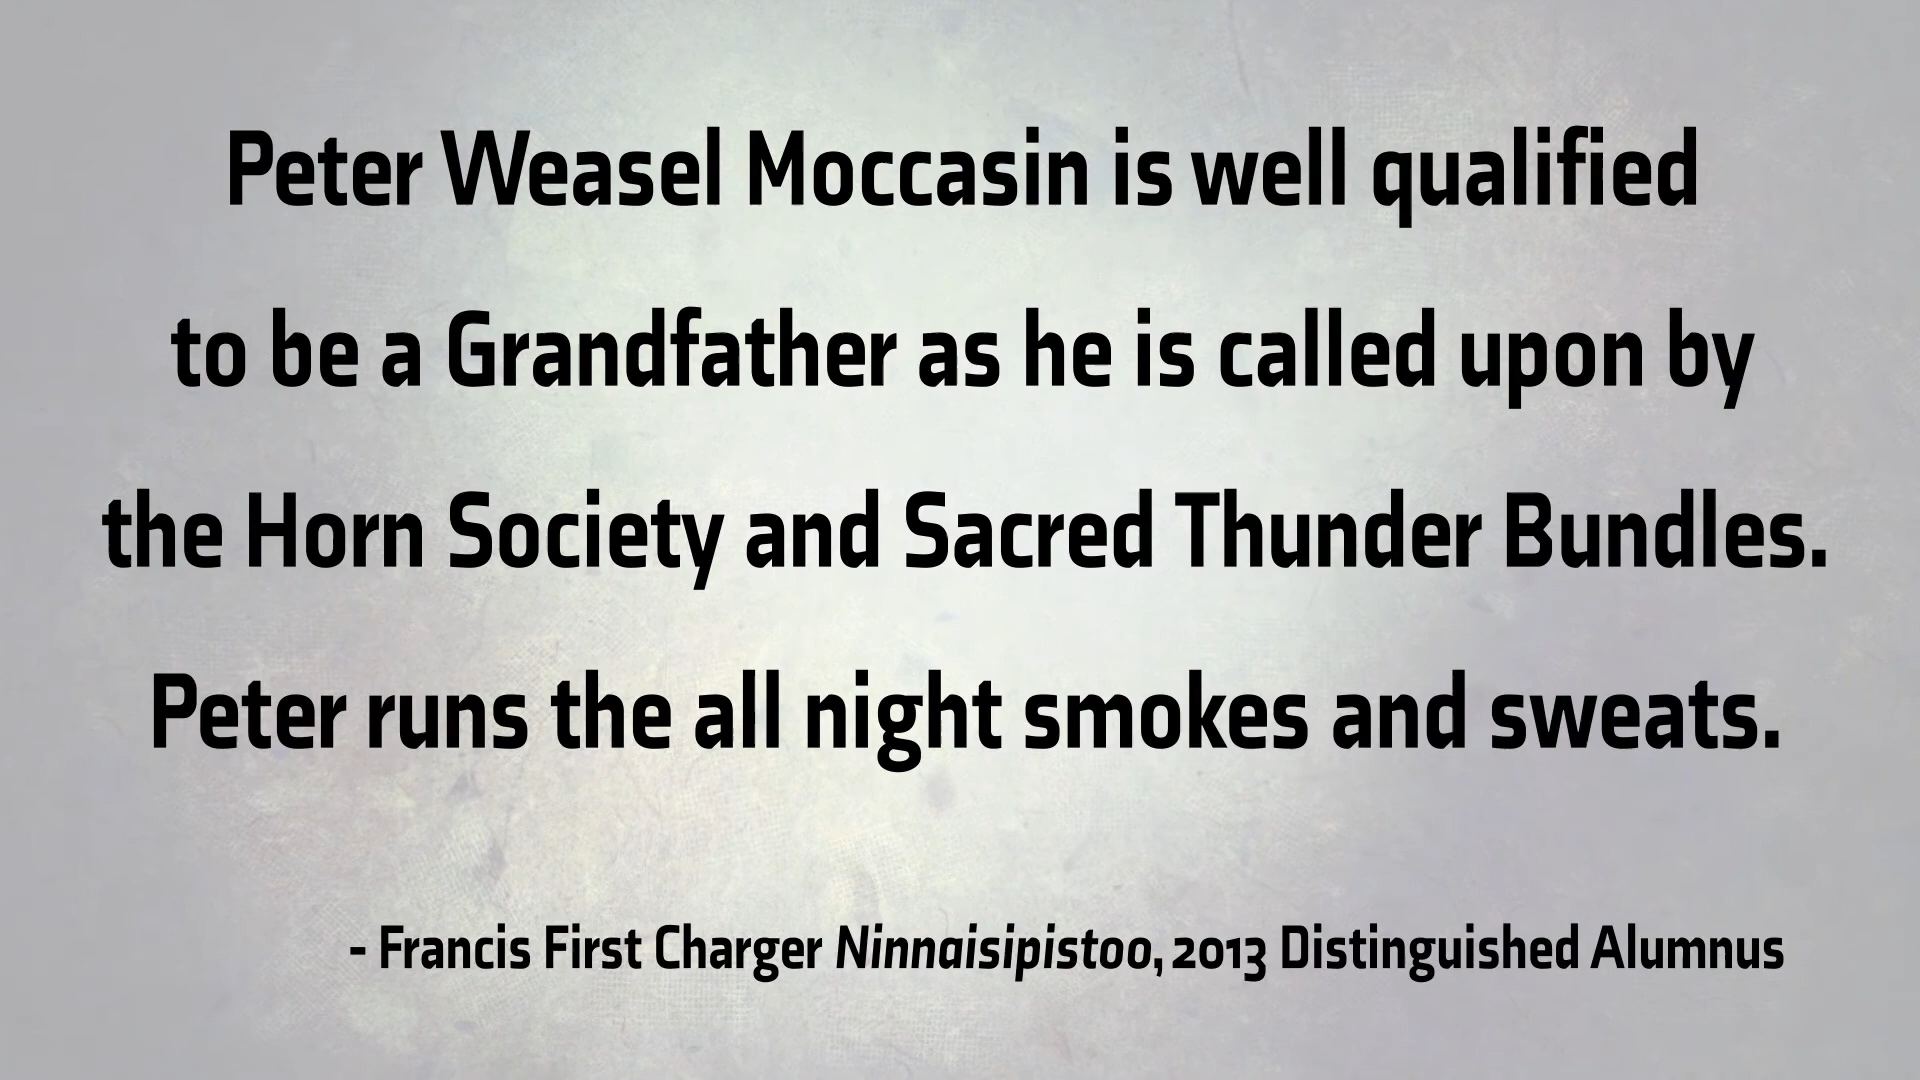 Peter Weasel Moccasin is well qualified
to be a Grandfather as he is called upon by
the Horn Society and Sacred Thunder Bundles.
Peter runs the all night smokes and sweats.
- Francis First Charger Ninnaisipistoo, 2013 Distinguished Alumnus